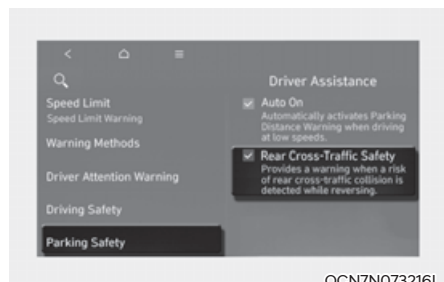 Driver Assistance
Speed Limit
Speed Limit Warning
Warning Methods
Driver Attention Warning
Driving Safety
Parking Safety
Auto On
Automatically activates Parking
Distance Warning when driving
at low speeds.
Rear Cross-Traffic Safety
Provides a warning when a risk
of rear cross-traffic collision is
detected while reversing.
OCN7N073216L